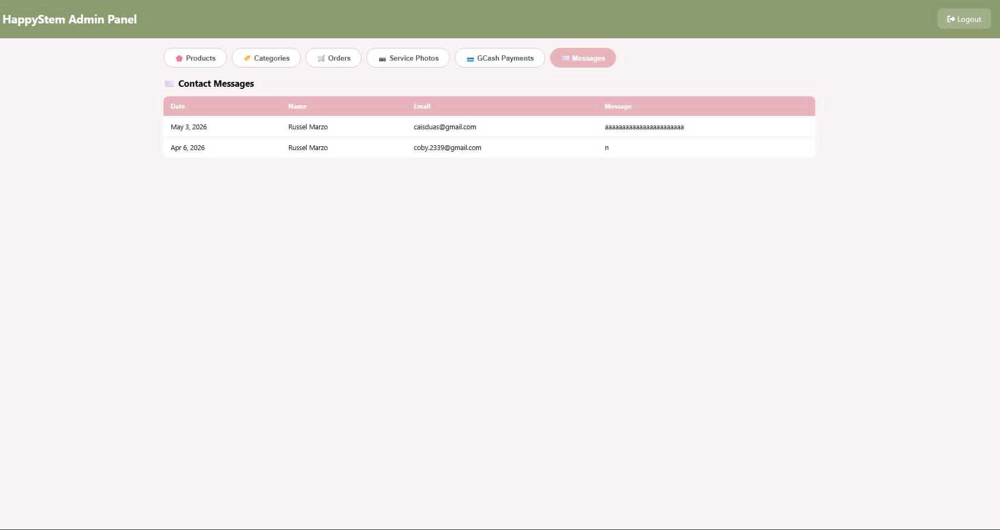 HappyStem Admin Panel
Logout
Products
Categories
Orders
Service Photos
GCash Payments
Messages
Contact Messages
Date Name Email Message
May 3, 2026 Russel Marzo caisduas@gmail.com aaaaaaaaaaaaaaaaaaaaaaa
Apr 6, 2026 Russel Marzo coby.2339@gmail.com n